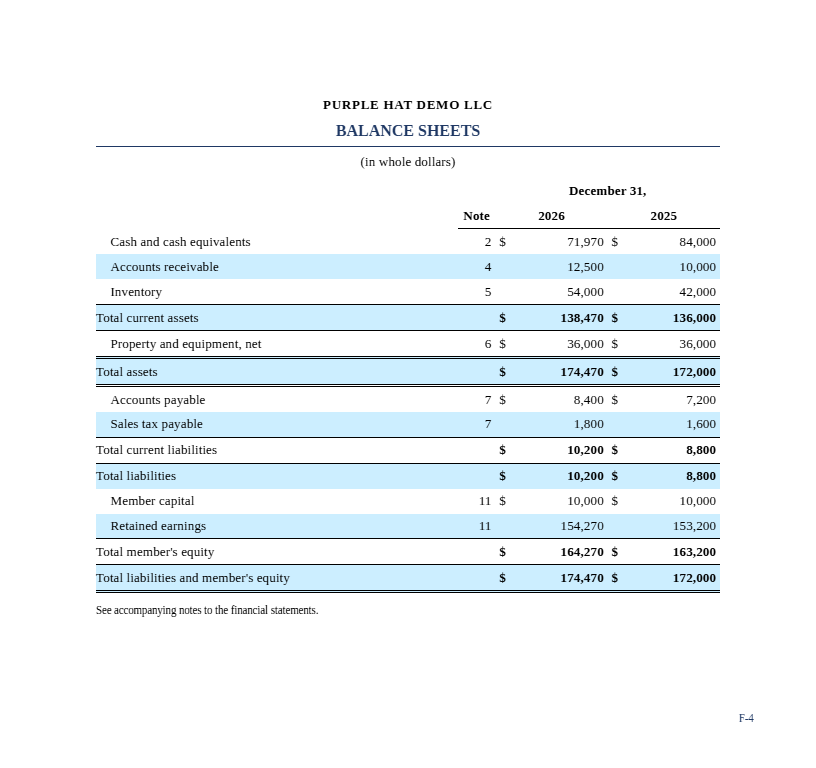 PURPLE HAT DEMO LLC
BALANCE SHEETS
(in whole dollars)
December 31,
Note 2026 2025
Cash and cash equivalents 2 $ 71,970 $ 84,000
Accounts receivable 4 12,500 10,000
Inventory 5 54,000 42,000
Total current assets $ 138,470 $ 136,000
Property and equipment, net 6 $ 36,000 $ 36,000
Total assets $ 174,470 $ 172,000
Accounts payable 7 $ 8,400 $ 7,200
Sales tax payable 7 1,800 1,600
Total current liabilities $ 10,200 $ 8,800
Total liabilities $ 10,200 $ 8,800
Member capital 11 $ 10,000 $ 10,000
Retained earnings 11 154,270 153,200
Total member's equity $ 164,270 $ 163,200
Total liabilities and member's equity $ 174,470 $ 172,000
See accompanying notes to the financial statements.
F-4